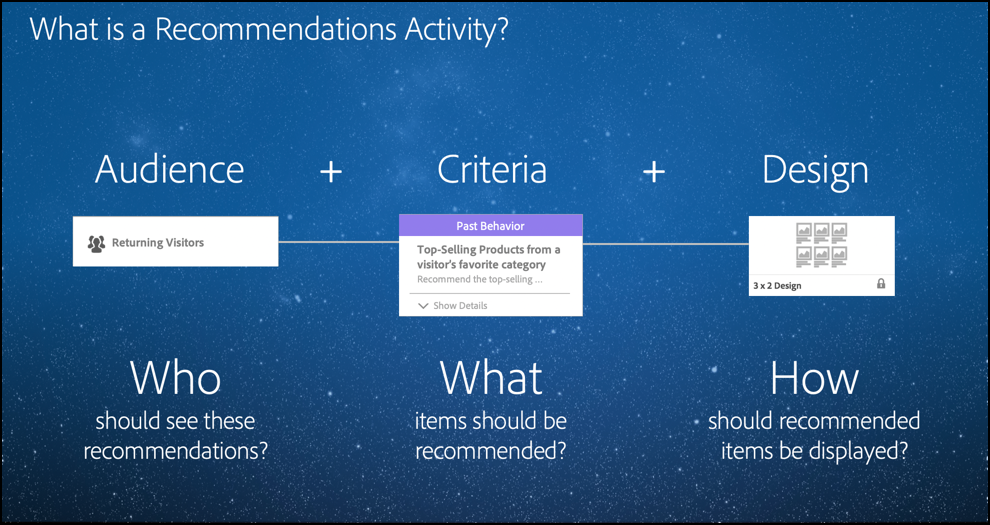 What is a Recommendations Activity?
Audience + Criteria + Design
Returning Visitors
Past Behavior
Top-Selling Products from a
visitor's favorite category
Recommend the top-selling ...
Show Details
3 x 2 Design
Who
should see these
recommendations?
What
items should be
recommended?
How
should recommended
items be displayed?